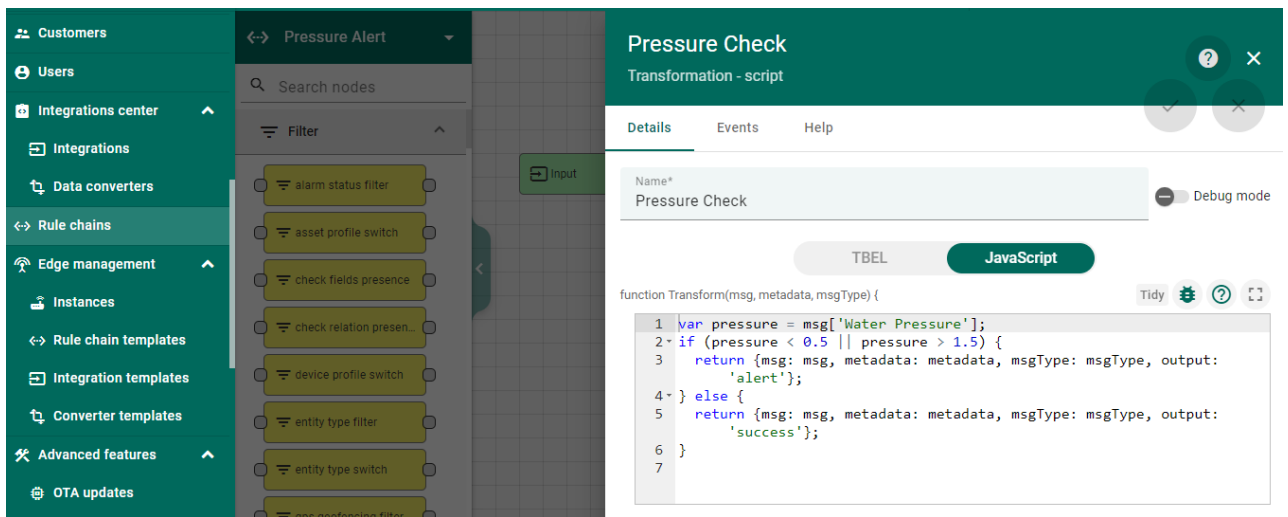 Customers
Users
Integrations center
Integrations
Data converters
Rule chains
Edge management
Instances
Rule chain templates
Integration templates
Converter templates
Advanced features
OTA updates
Pressure Alert
Search nodes
Filter
alarm status filter
asset profile switch
check fields presence
check relation presen...
device profile switch
entity type filter
entity type switch
gps geofencing filter
Input
Pressure Check
Transformation - script
Details Events Help
Name*
Pressure Check
Debug mode
TBEL JavaScript
function Transform(msg, metadata, msgType) {
Tidy
1 var pressure = msg['Water Pressure'];
2 if (pressure < 0.5 || pressure > 1.5) {
3 return {msg: msg, metadata: metadata, msgType: msgType, output:
'alert'};
4 } else {
5 return {msg: msg, metadata: metadata, msgType: msgType, output:
'success'};
6 }
7